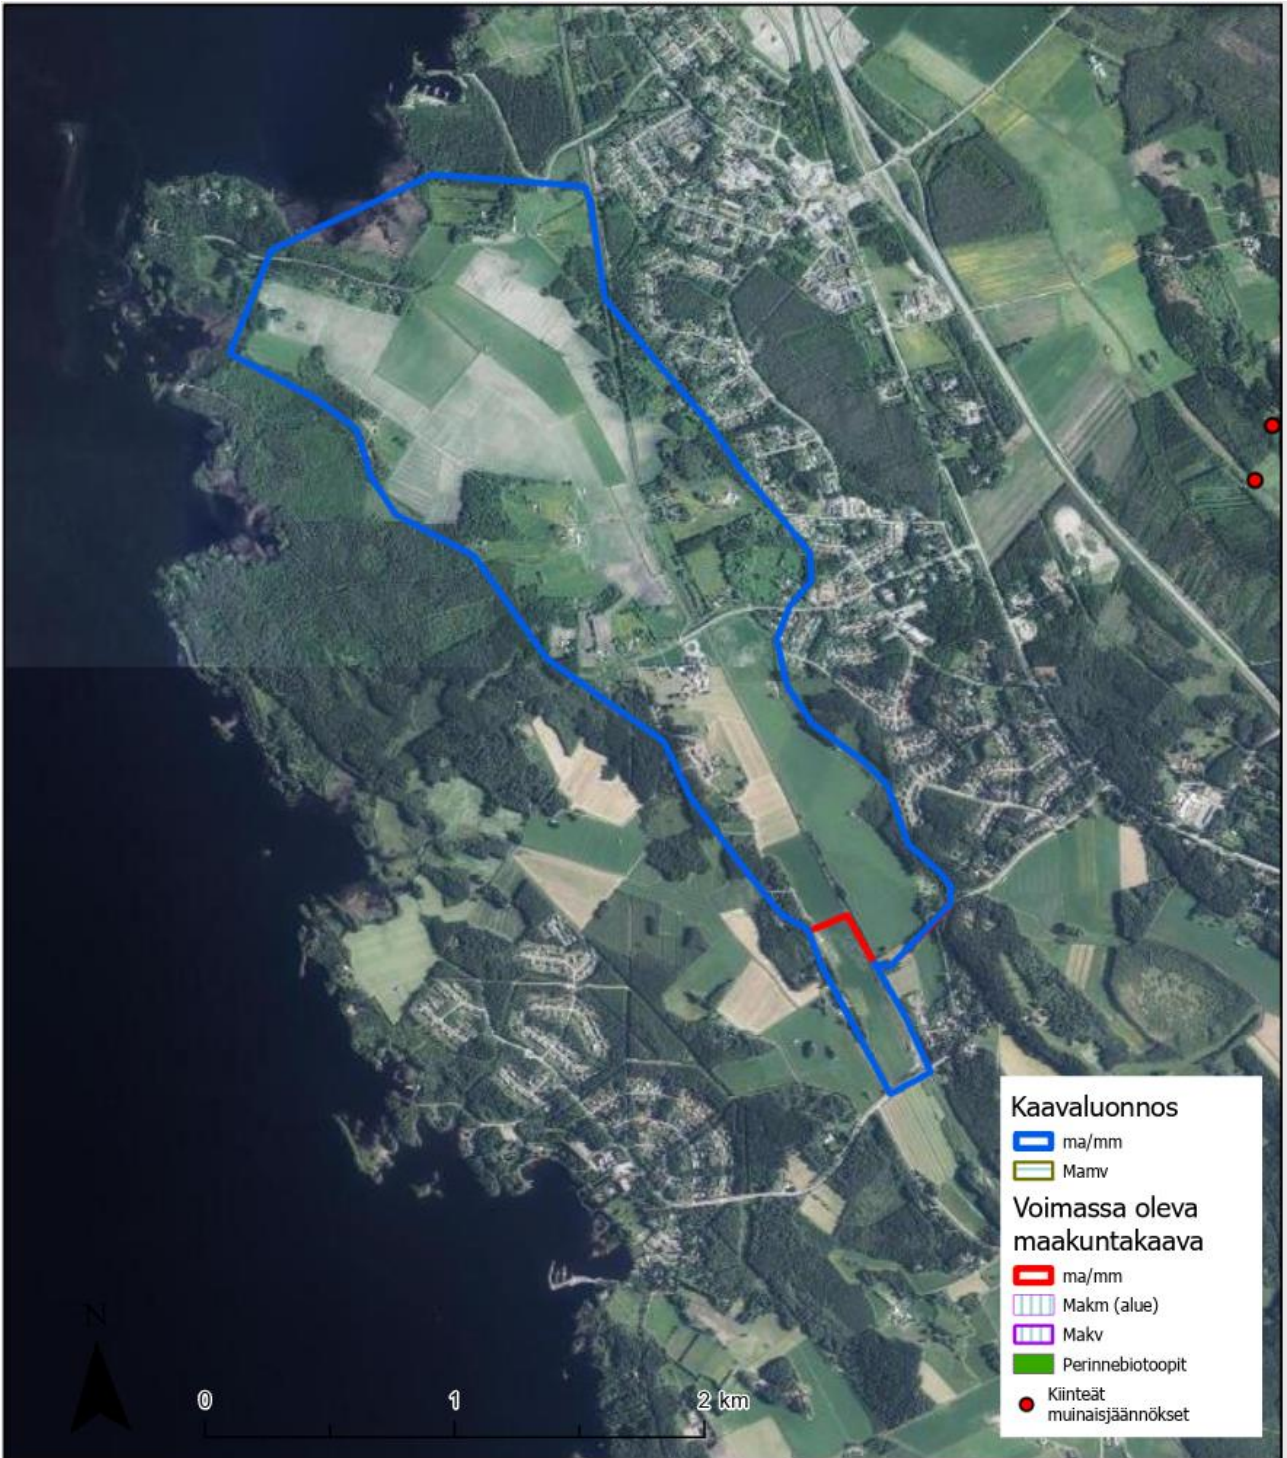 Kaavaluonnos
ma/mm
Mamv
Voimassa oleva
maakuntakaava
ma/mm
Makm (alue)
Makv
Perinnebiotoopit
Kiinteät
muinaisjäännökset
N
0 1 2 km